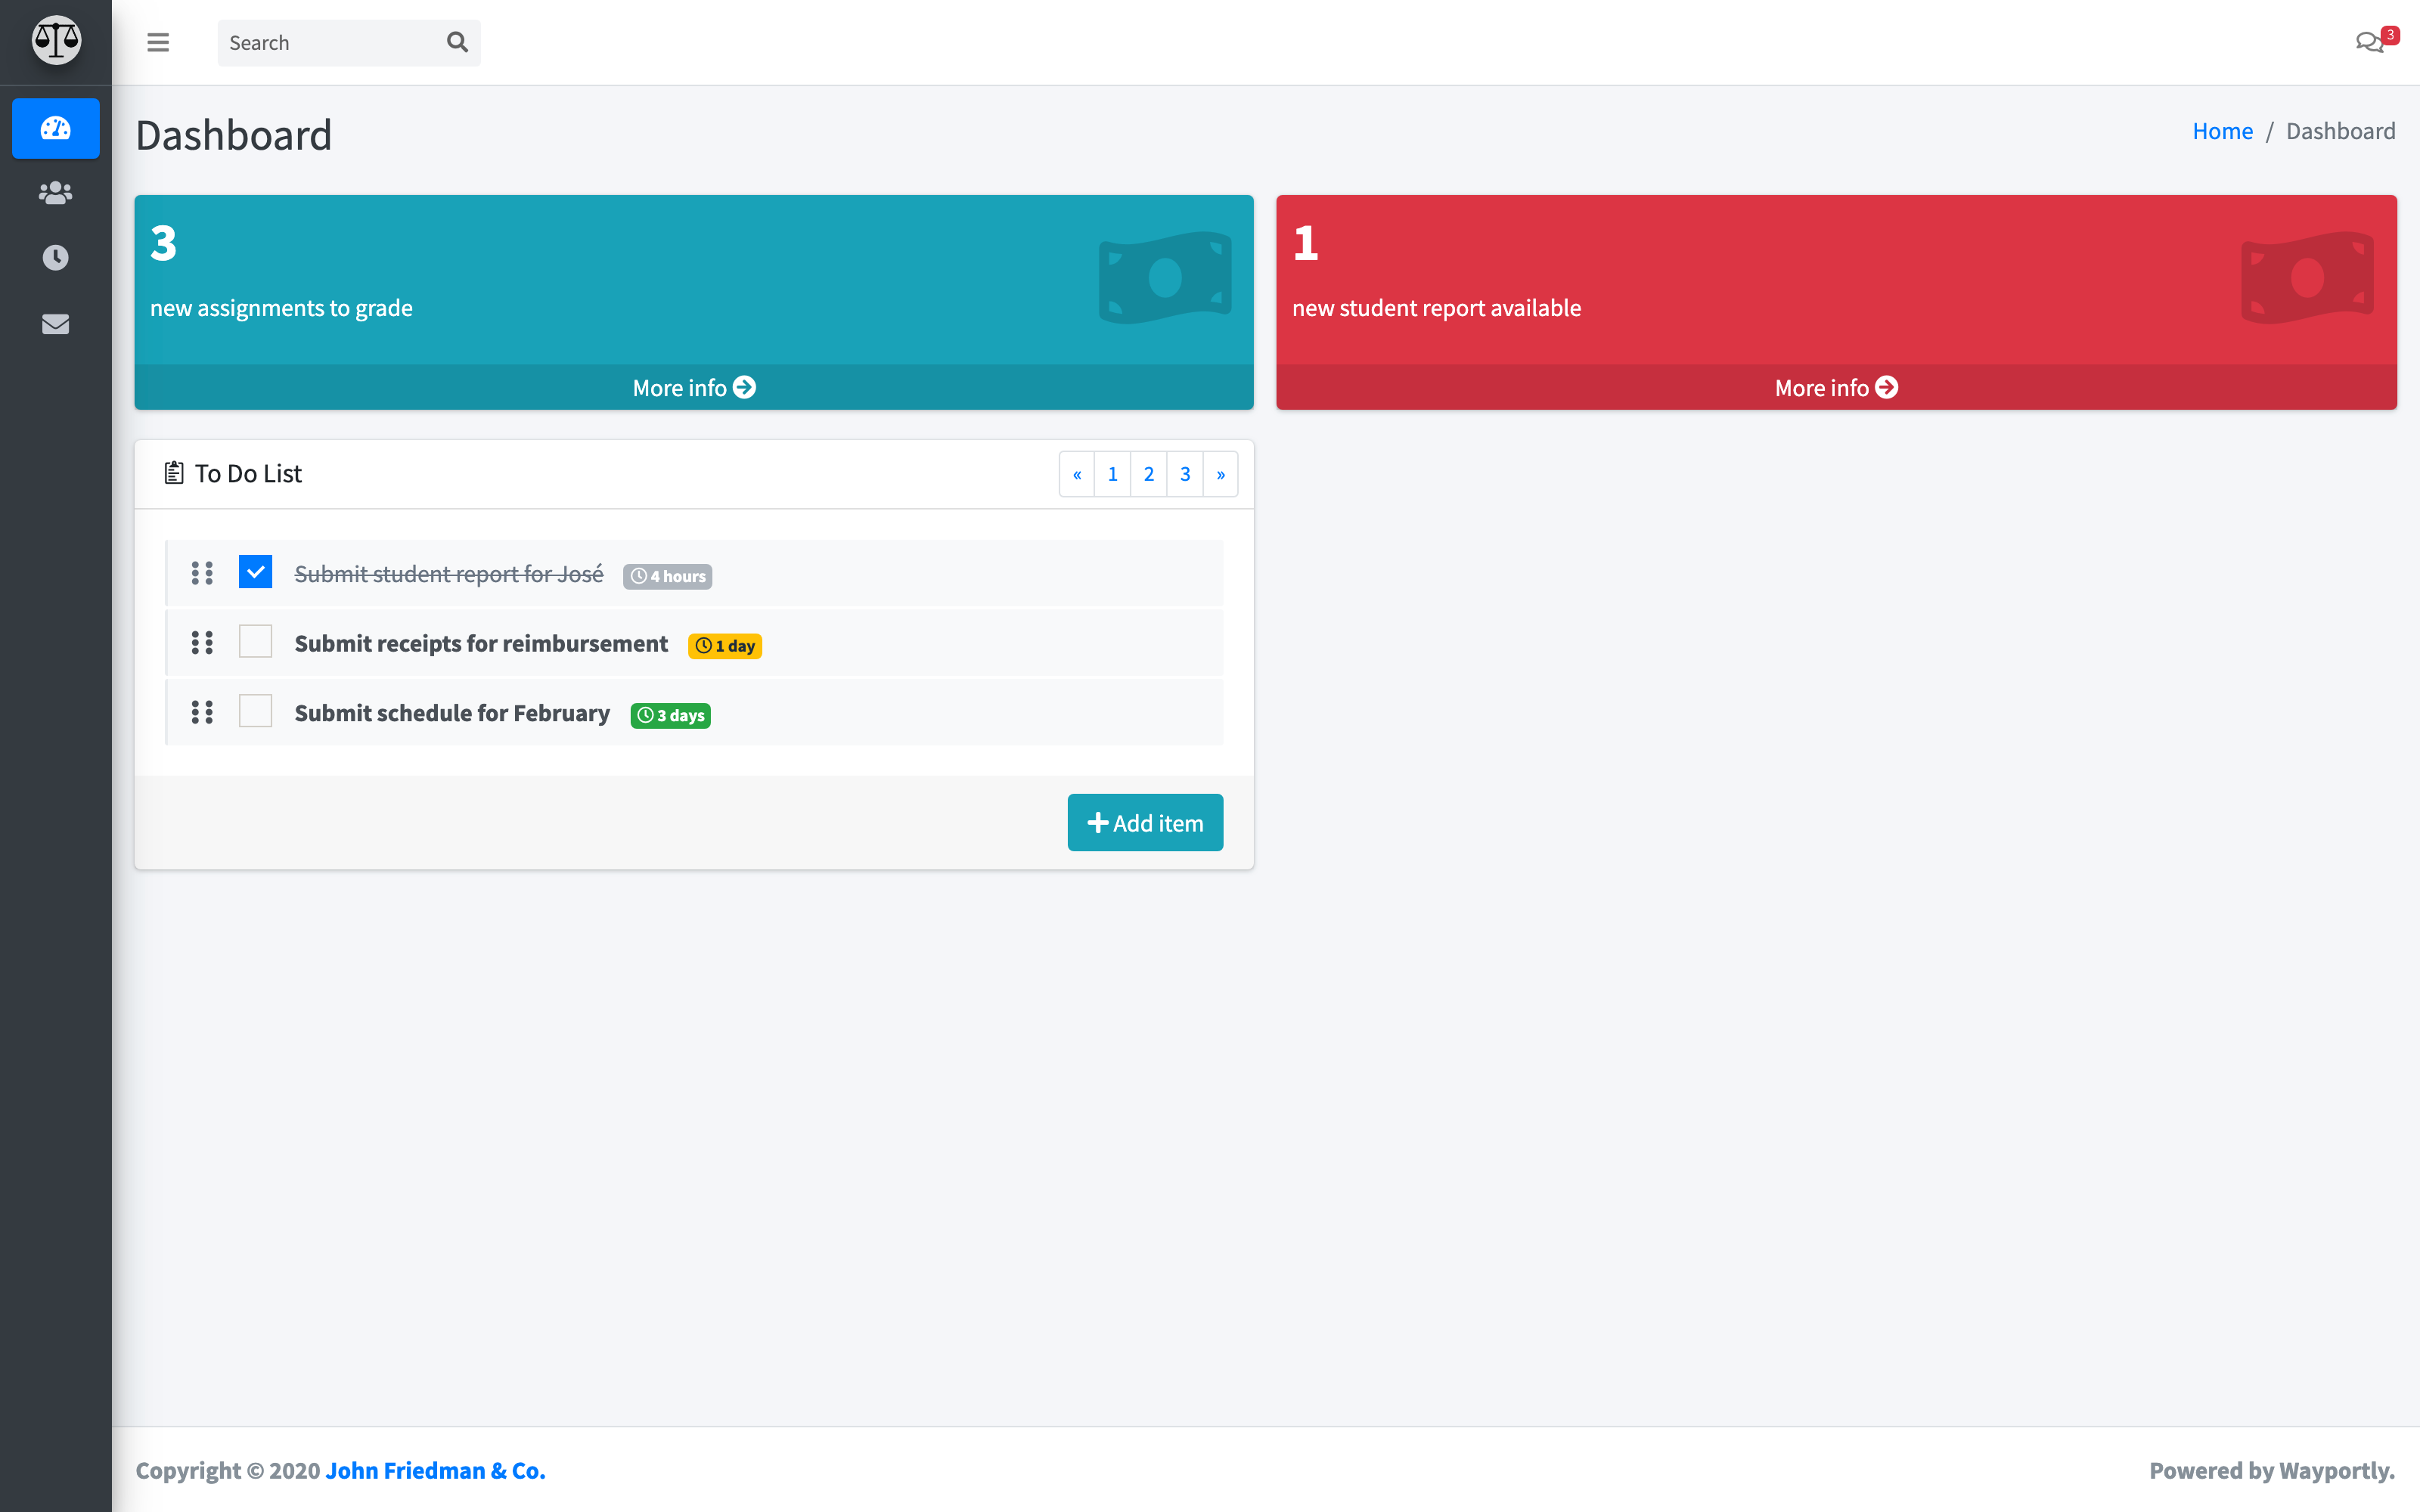 Search
3
Dashboard
Home / Dashboard
3
new assignments to grade
More info
1
new student report available
More info
To Do List
« 1 2 3 »
Submit student report for José 4 hours
Submit receipts for reimbursement 1 day
Submit schedule for February 3 days
Add item
Copyright © 2020 John Friedman & Co.
Powered by Wayportly.